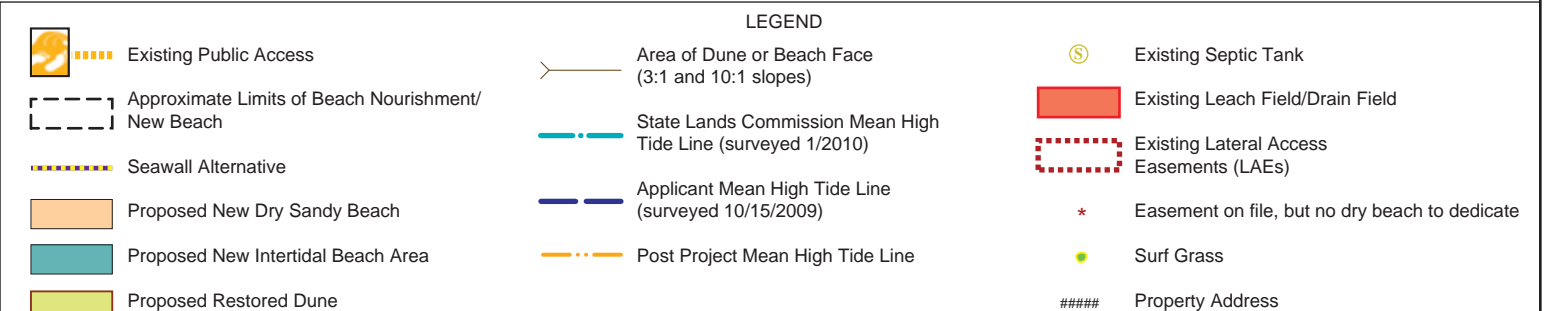 LEGEND
Existing Public Access
Approximate Limits of Beach Nourishment/
New Beach
Seawall Alternative
Proposed New Dry Sandy Beach
Proposed New Intertidal Beach Area
Proposed Restored Dune
Area of Dune or Beach Face
(3:1 and 10:1 slopes)
State Lands Commission Mean High
Tide Line (surveyed 1/2010)
Applicant Mean High Tide Line
(surveyed 10/15/2009)
Post Project Mean High Tide Line
S Existing Septic Tank
Existing Leach Field/Drain Field
Existing Lateral Access
Easements (LAEs)
* Easement on file, but no dry beach to dedicate
Surf Grass
##### Property Address